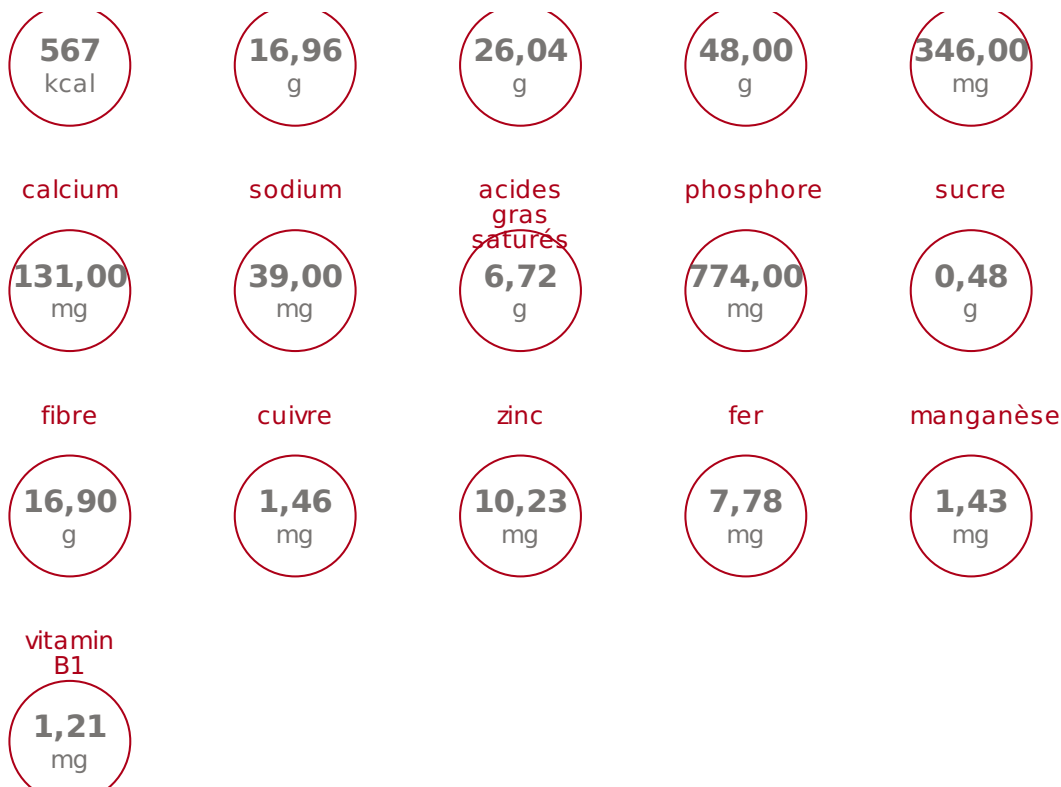 567
kcal
16,96
g
26,04
g
48,00
g
346,00
mg
calcium
131,00
mg
sodium
39,00
mg
acides
gras
saturés
6,72
g
phosphore
774,00
mg
sucre
0,48
g
fibre
16,90
g
cuivre
1,46
mg
zinc
10,23
mg
fer
7,78
mg
manganèse
1,43
mg
vitamin
B1
1,21
mg